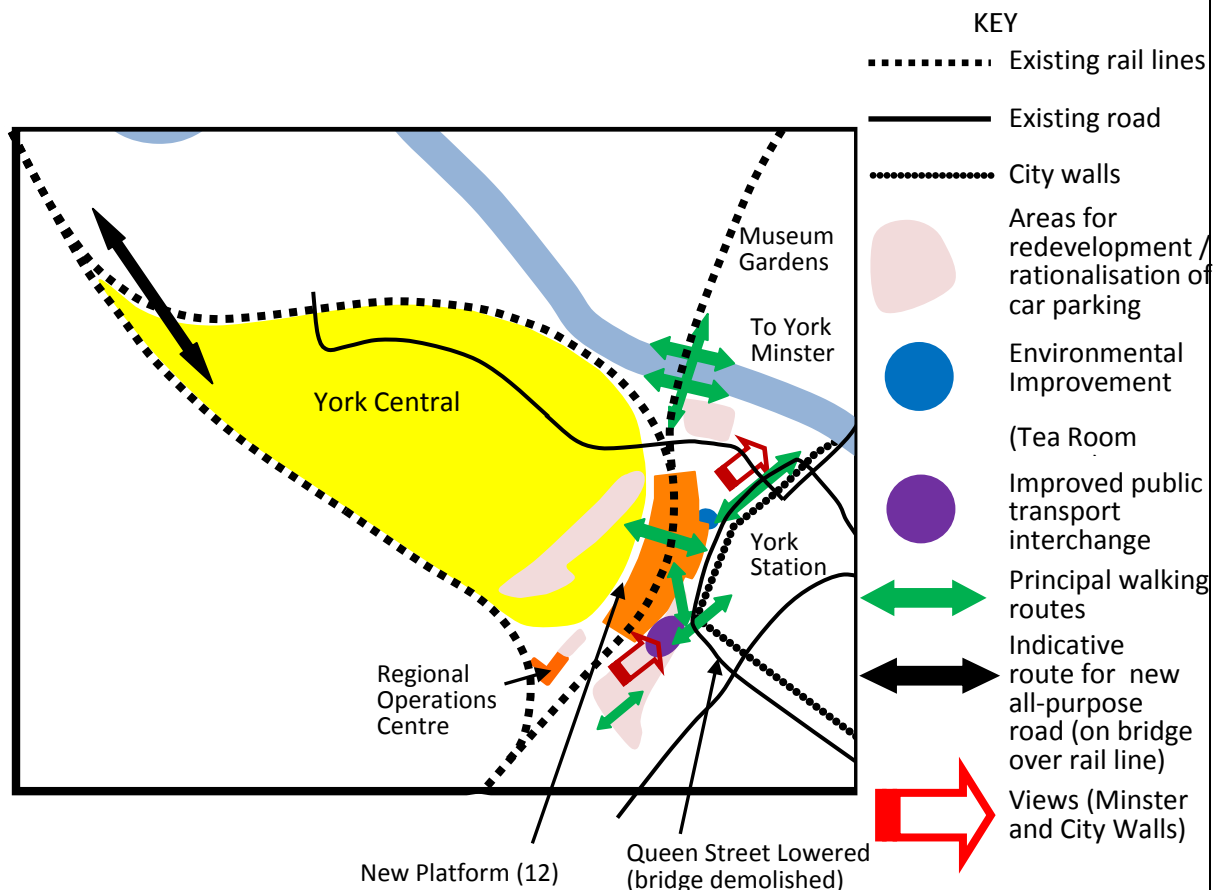 KEY
Existing rail lines
Existing road
City walls
Areas for
redevelopment /
rationalisation of
car parking
Environmental
Improvement
(Tea Room
Improved public
transport
interchange
Principal walking
routes
Indicative
route for new
all-purpose
road (on bridge
over rail line)
Views (Minster
and City Walls)
Museum
Gardens
To York
Minster
York Central
York
Station
Regional
Operations
Centre
New Platform (12)
Queen Street Lowered
(bridge demolished)